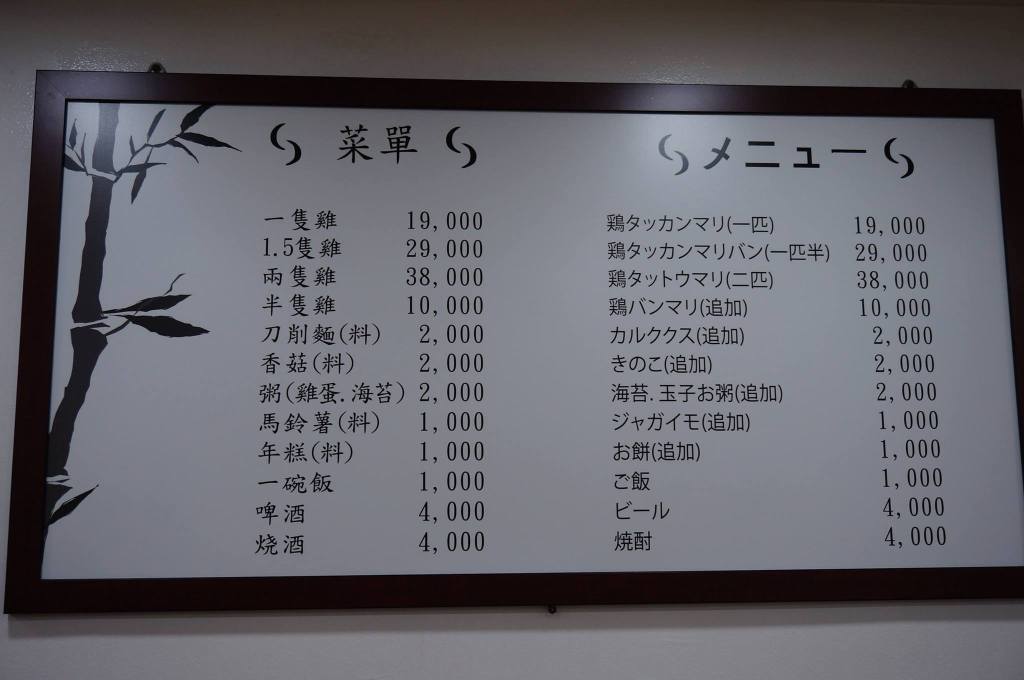 菜單
一隻雞 19,000
1.5隻雞 29,000
兩隻雞 38,000
半隻雞 10,000
刀削麵(料) 2,000
香菇(料) 2,000
粥(雞蛋.海苔) 2,000
馬鈴薯(料) 1,000
年糕(料) 1,000
一碗飯 1,000
啤酒 4,000
烧酒 4,000
メニュー
鶏タッカンマリ(一匹) 19,000
鶏タッカンマリバン(一匹半) 29,000
鶏タットウマリ(二匹) 38,000
鶏バンマリ(追加) 10,000
カルククス(追加) 2,000
きのこ(追加) 2,000
海苔.玉子お粥(追加) 2,000
ジャガイモ(追加) 1,000
お餅(追加) 1,000
ご飯 1,000
ビール 4,000
焼酎 4,000